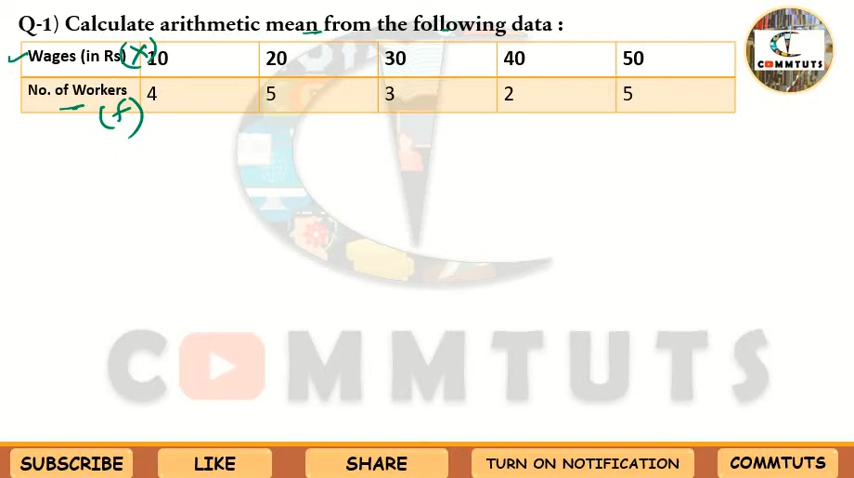 Q-1) Calculate arithmetic mean from the following data :
Wages (in Rs) (X) 10 20 30 40 50
No. of Workers (f) 4 5 3 2 5
COMMTUTS
COMMTUTS
SUBSCRIBE LIKE SHARE TURN ON NOTIFICATION COMMTUTS